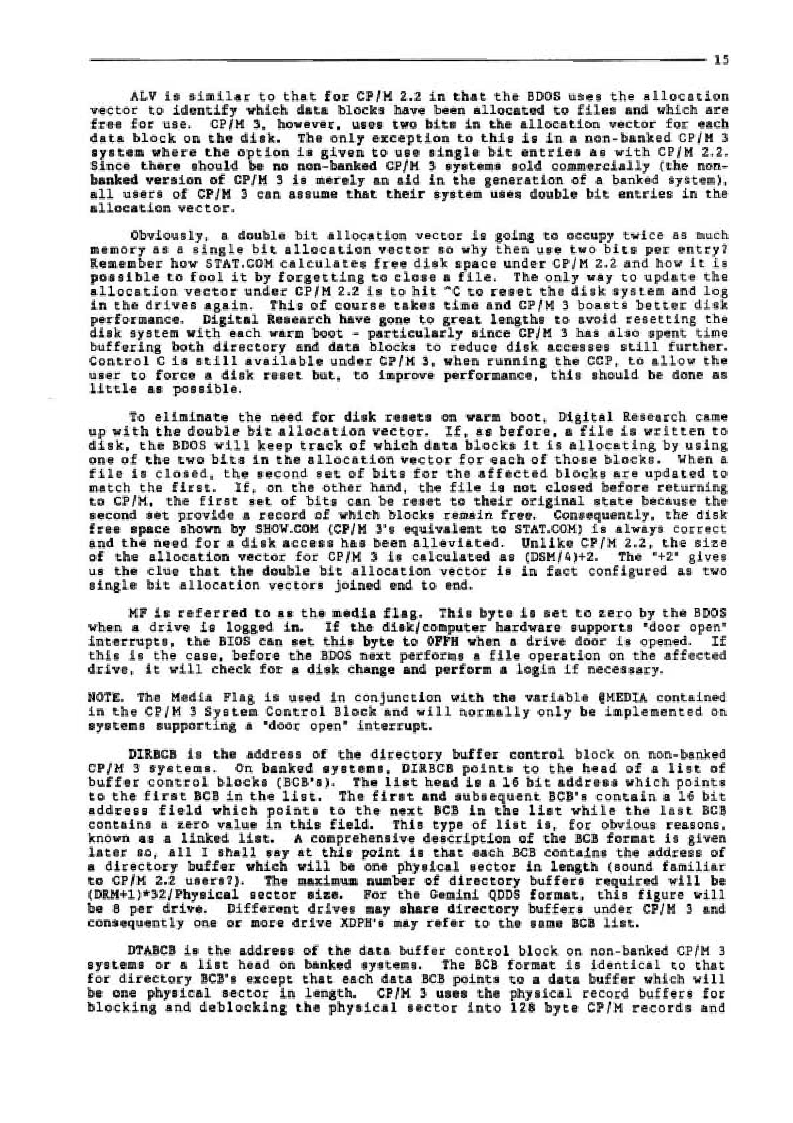 15
ALV is similar to that for CP/M 2.2 in that the BDOS uses the allocation
vector to identify which data blocks have been allocated to files and which are
free for use. CP/M 3, however, uses two bits in the allocation vector for each
data block on the disk. The only exception to this is in a non-banked CP/M 3
system where the option is given to use single bit entries as with CP/M 2.2.
Since there should be no non-banked CP/M 3 systems sold commercially (the non-
banked version of CP/M 3 is merely an aid in the generation of a banked system),
all users of CP/M 3 can assume that their system uses double bit entries in the
allocation vector.
Obviously, a double bit allocation vector is going to occupy twice as much
memory as a single bit allocation vector so why then use two bits per entry?
Remember how STAT.COM calculates free disk space under CP/M 2.2 and how it is
possible to fool it by forgetting to close a file. The only way to update the
allocation vector under CP/M 2.2 is to hit ^C to reset the disk system and log
in the drives again. This of course takes time and CP/M 3 boasts better disk
performance. Digital Research have gone to great lengths to avoid resetting the
disk system with each warm boot - particularly since CP/M 3 has also spent time
buffering both directory and data blocks to reduce disk accesses still further.
Control C is still available under CP/M 3, when running the CCP, to allow the
user to force a disk reset but, to improve performance, this should be done as
little as possible.
To eliminate the need for disk resets on warm boot, Digital Research came
up with the double bit allocation vector. If, as before, a file is written to
disk, the BDOS will keep track of which data blocks it is allocating by using
one of the two bits in the allocation vector for each of those blocks. When a
file is closed, the second set of bits for the affected blocks are updated to
match the first. If, on the other hand, the file is not closed before returning
to CP/M, the first set of bits can be reset to their original state because the
second set provide a record of which blocks remain free. Consequently, the disk
free space shown by SHOW.COM (CP/M 3's equivalent to STAT.COM) is always correct
and the need for a disk access has been alleviated. Unlike CP/M 2.2, the size
of the allocation vector for CP/M 3 is calculated as (DSM/4)+2. The "+2" gives
us the clue that the double bit allocation vector is in fact configured as two
single bit allocation vectors joined end to end.
MF is referred to as the media flag. This byte is set to zero by the BDOS
when a drive is logged in. If the disk/computer hardware supports "door open"
interrupts, the BIOS can set this byte to 0FFH when a drive door is opened. If
this is the case, before the BDOS next performs a file operation on the affected
drive, it will check for a disk change and perform a login if necessary.
NOTE. The Media Flag is used in conjunction with the variable @MEDIA contained
in the CP/M 3 System Control Block and will normally only be implemented on
systems supporting a "door open" interrupt.
DIRBCB is the address of the directory buffer control block on non-banked
CP/M 3 systems. On banked systems, DIRBCB points to the head of a list of
buffer control blocks (BCB's). The list head is a 16 bit address which points
to the first BCB in the list. The first and subsequent BCB's contain a 16 bit
address field which points to the next BCB in the list while the last BCB
contains a zero value in this field. This type of list is, for obvious reasons,
known as a linked list. A comprehensive description of the BCB format is given
later so, all I shall say at this point is that each BCB contains the address of
a directory buffer which will be one physical sector in length (sound familiar
to CP/M 2.2 users?). The maximum number of directory buffers required will be
(DRM+1)*32/Physical sector size. For the Gemini QDDS format, this figure will
be 8 per drive. Different drives may share directory buffers under CP/M 3 and
consequently one or more drive XDPH's may refer to the same BCB list.
DTABCB is the address of the data buffer control block on non-banked CP/M 3
systems or a list head on banked systems. The BCB format is identical to that
for directory BCB's except that each data BCB points to a data buffer which will
be one physical sector in length. CP/M 3 uses the physical record buffers for
blocking and deblocking the physical sector into 128 byte CP/M records and